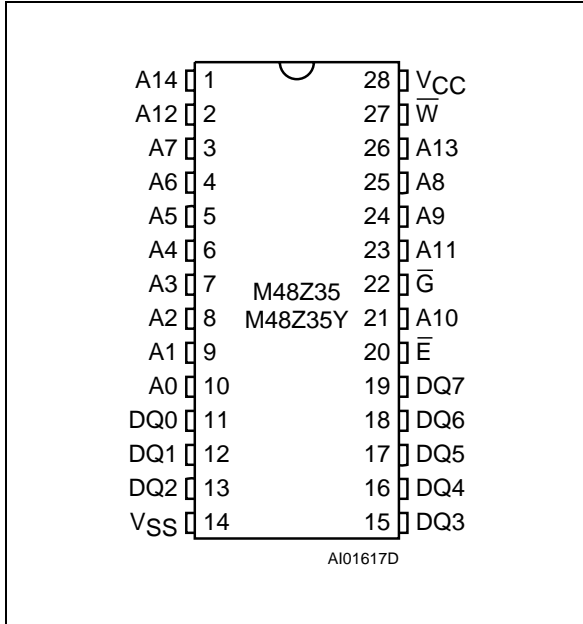 A14 1 28 VCC
A12 2 27 W̅
A7 3 26 A13
A6 4 25 A8
A5 5 24 A9
A4 6 23 A11
A3 7 22 G̅
M48Z35
A2 8 21 A10
M48Z35Y
A1 9 20 E̅
A0 10 19 DQ7
DQ0 11 18 DQ6
DQ1 12 17 DQ5
DQ2 13 16 DQ4
VSS 14 15 DQ3
AI01617D